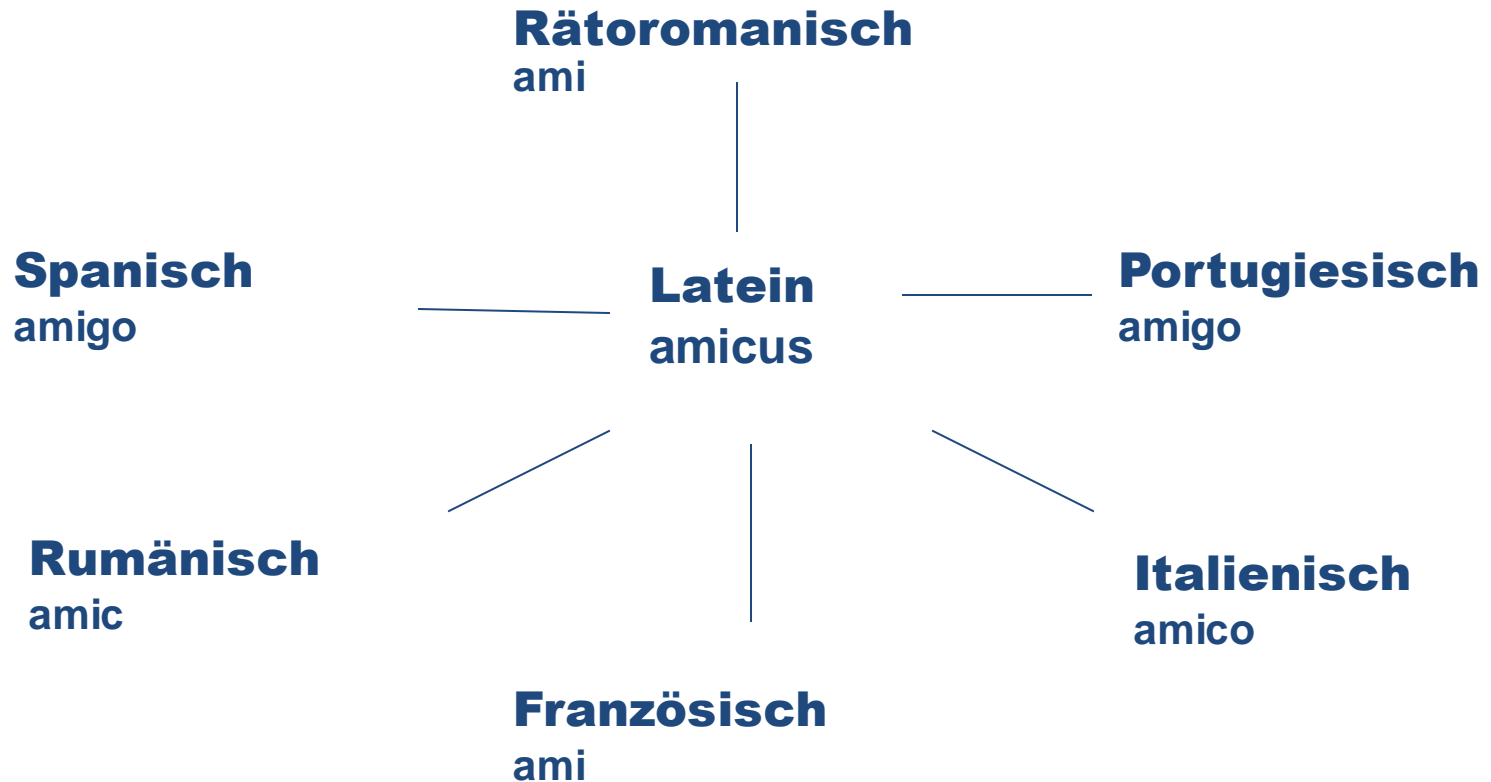 Rätoromanisch
ami
Spanisch
amigo
Latein
amicus
Portugiesisch
amigo
Rumänisch
amic
Italienisch
amico
Französisch
ami